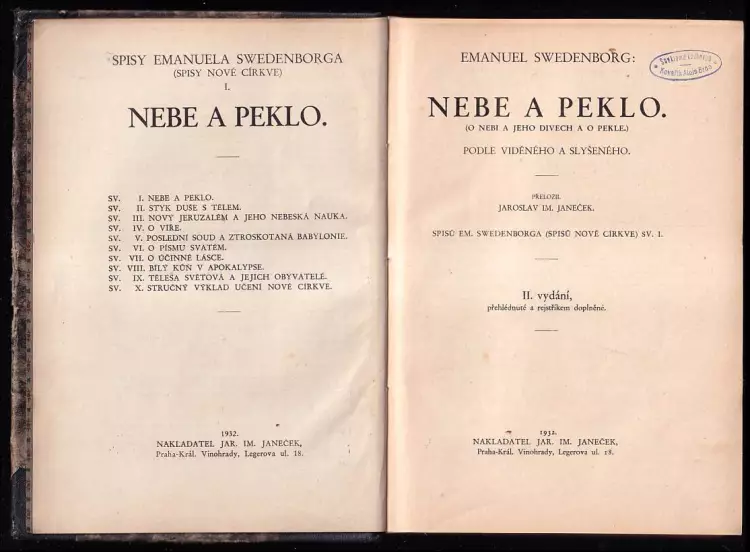 SPISY EMANUELA SWEDENBORGA
(SPISY NOVÉ CÍRKVE)
I.
NEBE A PEKLO.
SV. I. NEBE A PEKLO.
SV. II. STYK DUŠE S TĚLEM.
SV. III. NOVÝ JERUZALÉM A JEHO NEBESKÁ NAUKA.
SV. IV. O VÍŘE.
SV. V. POSLEDNÍ SOUD A ZTROSKOTANÁ BABYLONIE.
SV. VI. O PÍSMU SVATÉM.
SV. VII. O ÚČINNÉ LÁSCE.
SV. VIII. BÍLÝ KŮŇ V APOKALYPSE.
SV. IX. TĚLESA SVĚTOVÁ A JEJICH OBYVATELÉ.
SV. X. STRUČNÝ VÝKLAD UČENÍ NOVÉ CÍRKVE.
1932.
NAKLADATEL JAR. IM. JANEČEK,
Praha-Král. Vinohrady, Legerova ul. 18.
EMANUEL SWEDENBORG:
NEBE A PEKLO.
(O NEBI A JEHO DIVECH A O PEKLE.)
PODLE VIDĚNÉHO A SLYŠENÉHO.
PŘELOŽIL
JAROSLAV IM. JANEČEK.
SPISŮ EM. SWEDENBORGA (SPISŮ NOVÉ CÍRKVE) SV. I.
II. vydání,
přehlédnuté a rejstříkem doplněné.
1932.
NAKLADATEL JAR. IM. JANEČEK,
Praha-Král. Vinohrady, Legerova ul. 18.